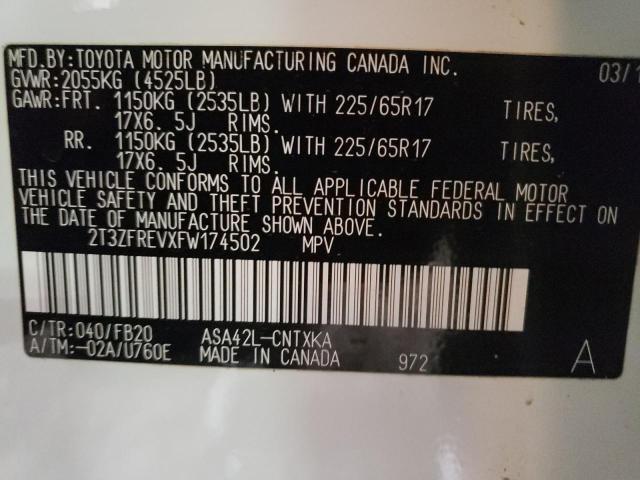 MFD.BY:TOYOTA MOTOR MANUFACTURING CANADA INC. 03/1
GVWR:2055KG (4525LB)
GAWR:FRT. 1150KG (2535LB) WITH 225/65R17 TIRES,
17X6.5J RIMS.
RR. 1150KG (2535LB) WITH 225/65R17 TIRES,
17X6.5J RIMS.
THIS VEHICLE CONFORMS TO ALL APPLICABLE FEDERAL MOTOR
VEHICLE SAFETY AND THEFT PREVENTION STANDARDS IN EFFECT ON
THE DATE OF MANUFACTURE SHOWN ABOVE.
2T3ZFREVXFW174502 MPV
C/TR:040/FB20 ASA42L-CNTXKA
A/TM:-02A/U760E MADE IN CANADA 972 A